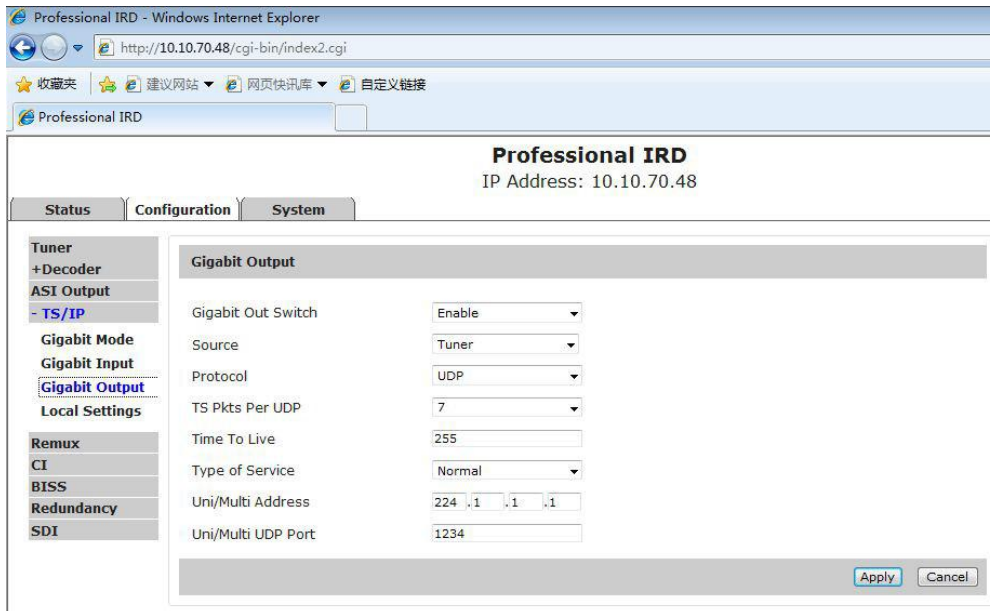 Professional IRD - Windows Internet Explorer
http://10.10.70.48/cgi-bin/index2.cgi
收藏夹 建议网站 网页快讯库 自定义链接
Professional IRD
Professional IRD
IP Address: 10.10.70.48
Status Configuration System
Tuner
+Decoder
ASI Output
- TS/IP
Gigabit Mode
Gigabit Input
Gigabit Output
Local Settings
Remux
CI
BISS
Redundancy
SDI
Gigabit Output
Gigabit Out Switch Enable
Source Tuner
Protocol UDP
TS Pkts Per UDP 7
Time To Live 255
Type of Service Normal
Uni/Multi Address 224 .1 .1 .1
Uni/Multi UDP Port 1234
Apply Cancel